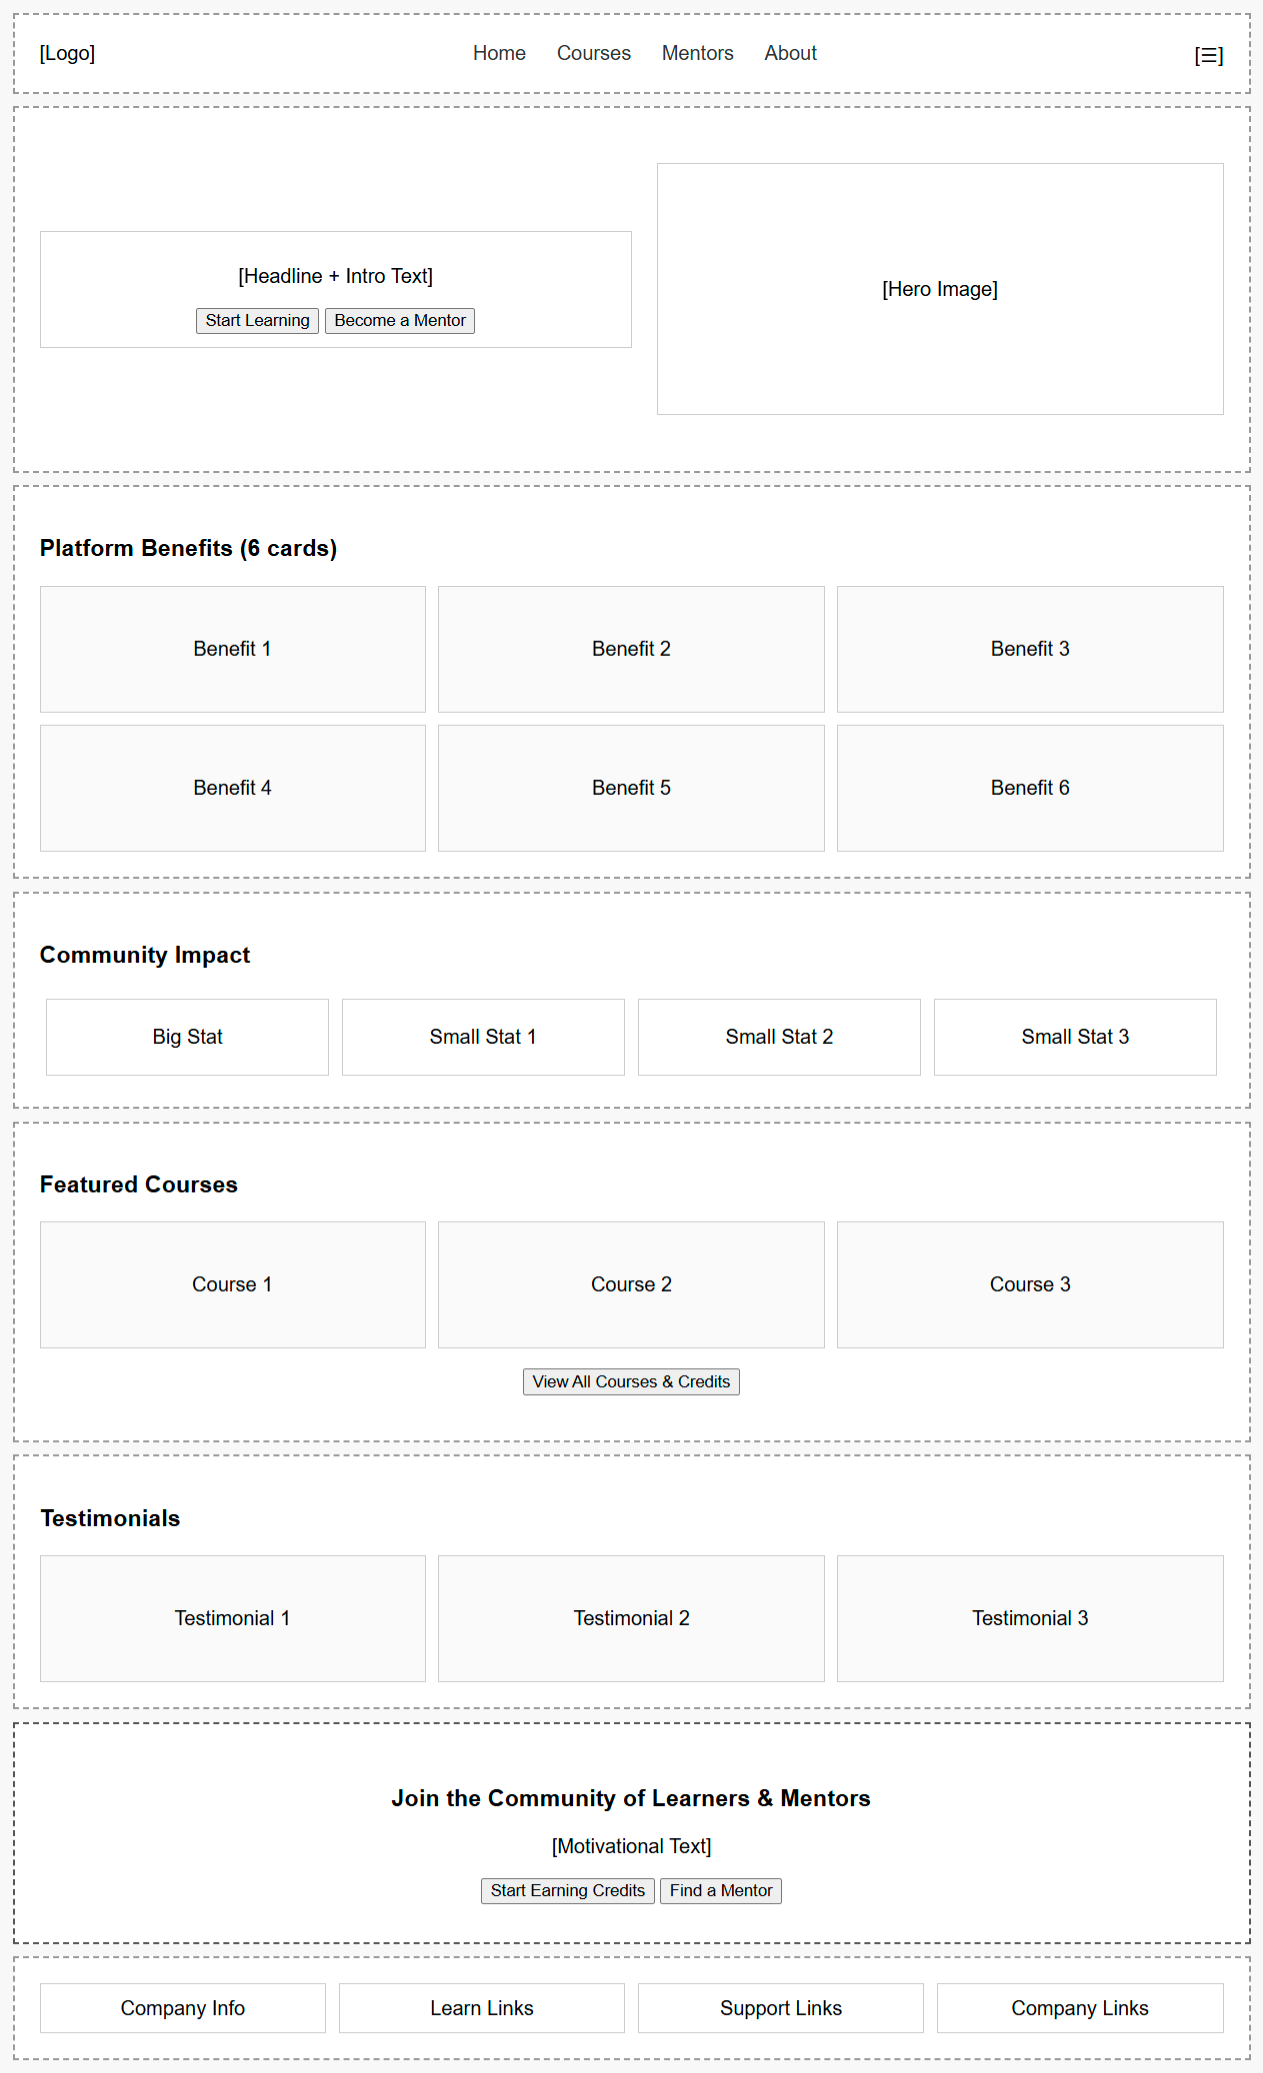 [Logo] Home Courses Mentors About [☰]
[Headline + Intro Text]
Start Learning Become a Mentor
[Hero Image]
Platform Benefits (6 cards)
Benefit 1 Benefit 2 Benefit 3
Benefit 4 Benefit 5 Benefit 6
Community Impact
Big Stat Small Stat 1 Small Stat 2 Small Stat 3
Featured Courses
Course 1 Course 2 Course 3
View All Courses & Credits
Testimonials
Testimonial 1 Testimonial 2 Testimonial 3
Join the Community of Learners & Mentors
[Motivational Text]
Start Earning Credits Find a Mentor
Company Info Learn Links Support Links Company Links